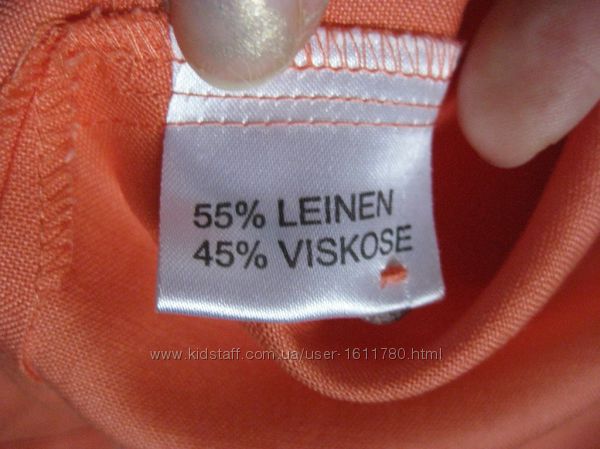 55% LEINEN
45% VISKOSE
www.kidstaff.com.ua/user-1611780.html